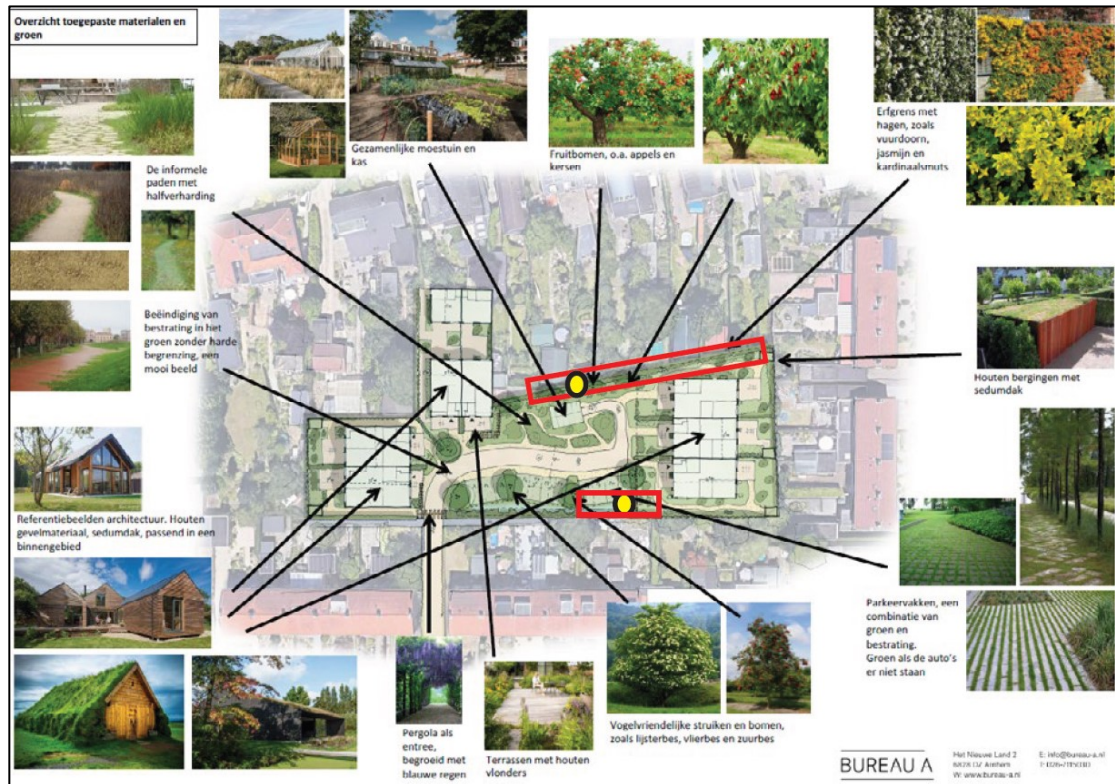 Overzicht toegepaste materialen en
groen
Gezamenlijke moestuin en
kas
Fruitbomen, o.a. appels en
kersen
Erfgrens met
hagen, zoals
vuurdoorn,
jasmijn en
kardinaalsmuts
De informele
paden met
halfverharding
Beëindiging van
bestrating in het
groen zonder harde
begrenzing, een
mooi beeld
Houten bergingen met
sedumdak
Referentiebeelden architectuur. Houten
gevelmateriaal, sedumdak, passend in een
binnengebied
Parkeervakken, een
combinatie van
groen en
bestrating.
Groen als de auto's
er niet staan
Pergola als
entree,
begroeid met
blauwe regen
Terrassen met houten
vlonders
Vogelvriendelijke struiken en bomen,
zoals lijsterbes, vlierbes en zuurbes
BUREAU A
Het Nieuwe Land 2
Arnhem
W: www.bureau-a.nl
E: info@bureau-a.nl